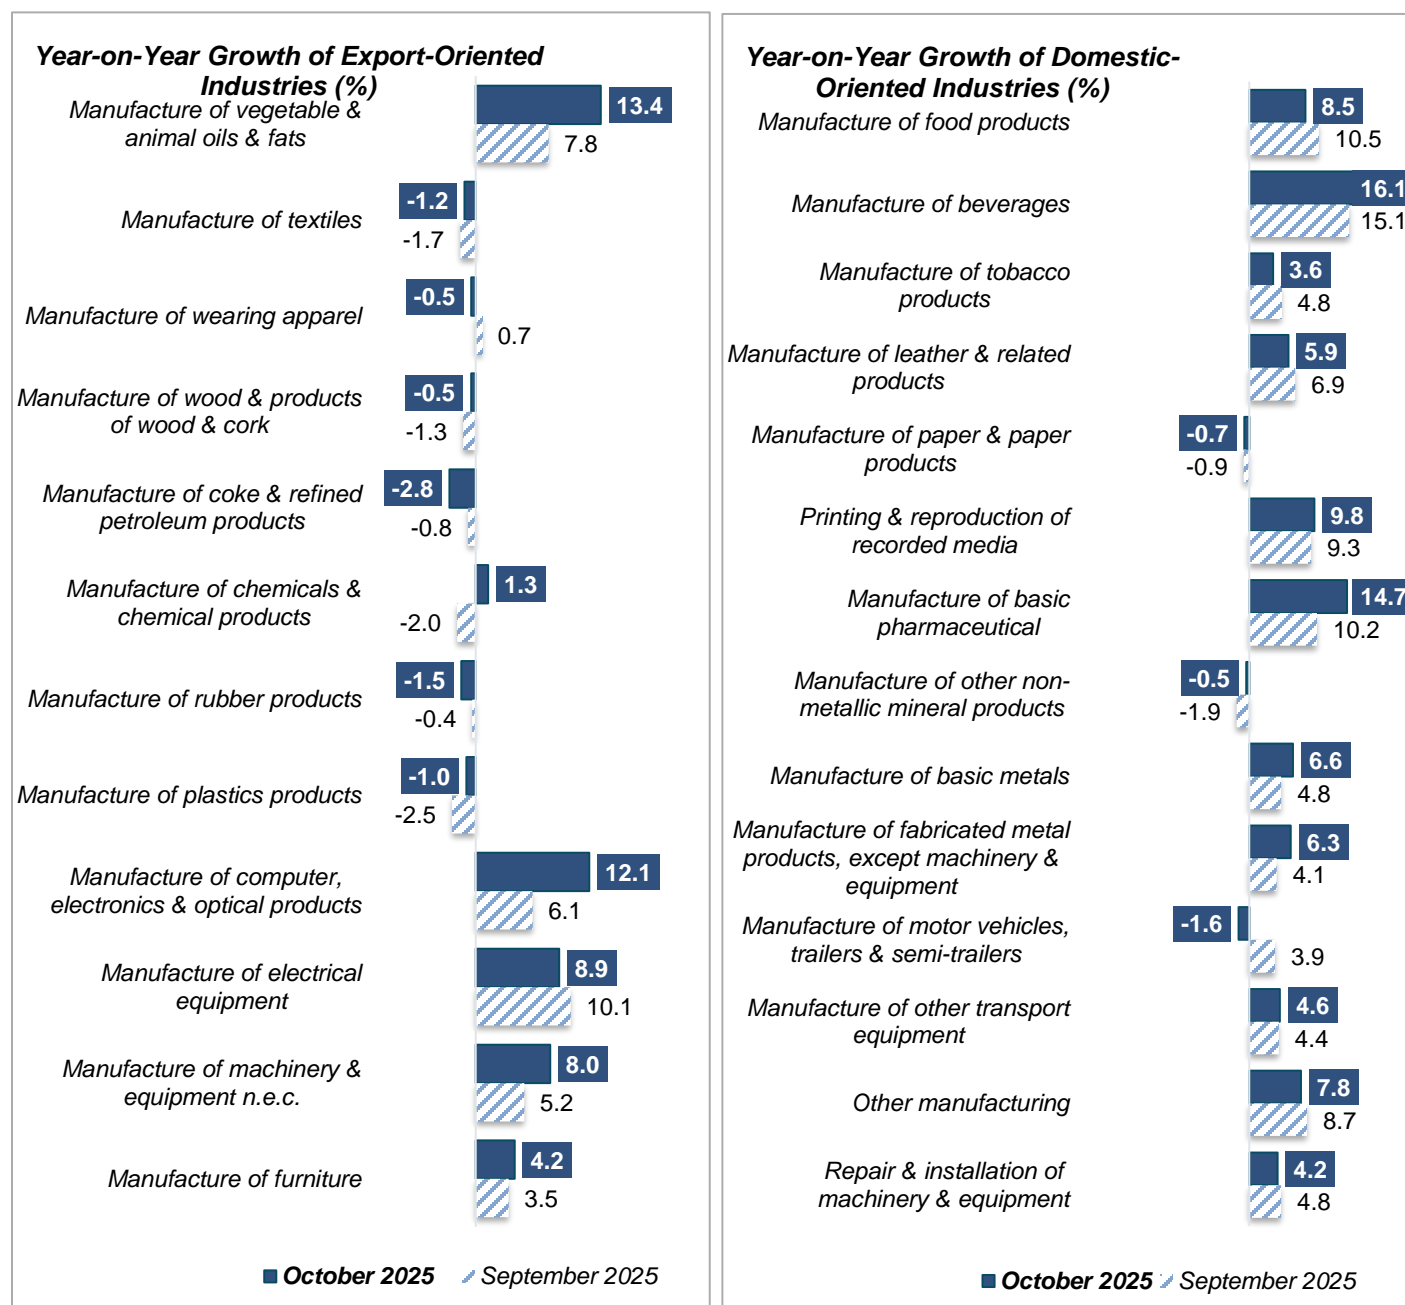 Year-on-Year Growth of Export-Oriented
Industries (%)
Manufacture of vegetable &
animal oils & fats
13.4
7.8
Manufacture of textiles
-1.2
-1.7
Manufacture of wearing apparel
-0.5
0.7
Manufacture of wood & products
of wood & cork
-0.5
-1.3
Manufacture of coke & refined
petroleum products
-2.8
-0.8
Manufacture of chemicals &
chemical products
1.3
-2.0
Manufacture of rubber products
-1.5
-0.4
Manufacture of plastics products
-1.0
-2.5
Manufacture of computer,
electronics & optical products
12.1
6.1
Manufacture of electrical
equipment
8.9
10.1
Manufacture of machinery &
equipment n.e.c.
8.0
5.2
Manufacture of furniture
4.2
3.5
October 2025
September 2025
Year-on-Year Growth of Domestic-
Oriented Industries (%)
Manufacture of food products
8.5
10.5
Manufacture of beverages
16.1
15.1
Manufacture of tobacco
products
3.6
4.8
Manufacture of leather & related
products
5.9
6.9
Manufacture of paper & paper
products
-0.7
-0.9
Printing & reproduction of
recorded media
9.8
9.3
Manufacture of basic
pharmaceutical
14.7
10.2
Manufacture of other non-
metallic mineral products
-0.5
-1.9
Manufacture of basic metals
6.6
4.8
Manufacture of fabricated metal
products, except machinery &
equipment
6.3
4.1
Manufacture of motor vehicles,
trailers & semi-trailers
-1.6
3.9
Manufacture of other transport
equipment
4.6
4.4
Other manufacturing
7.8
8.7
Repair & installation of
machinery & equipment
4.2
4.8
October 2025
September 2025